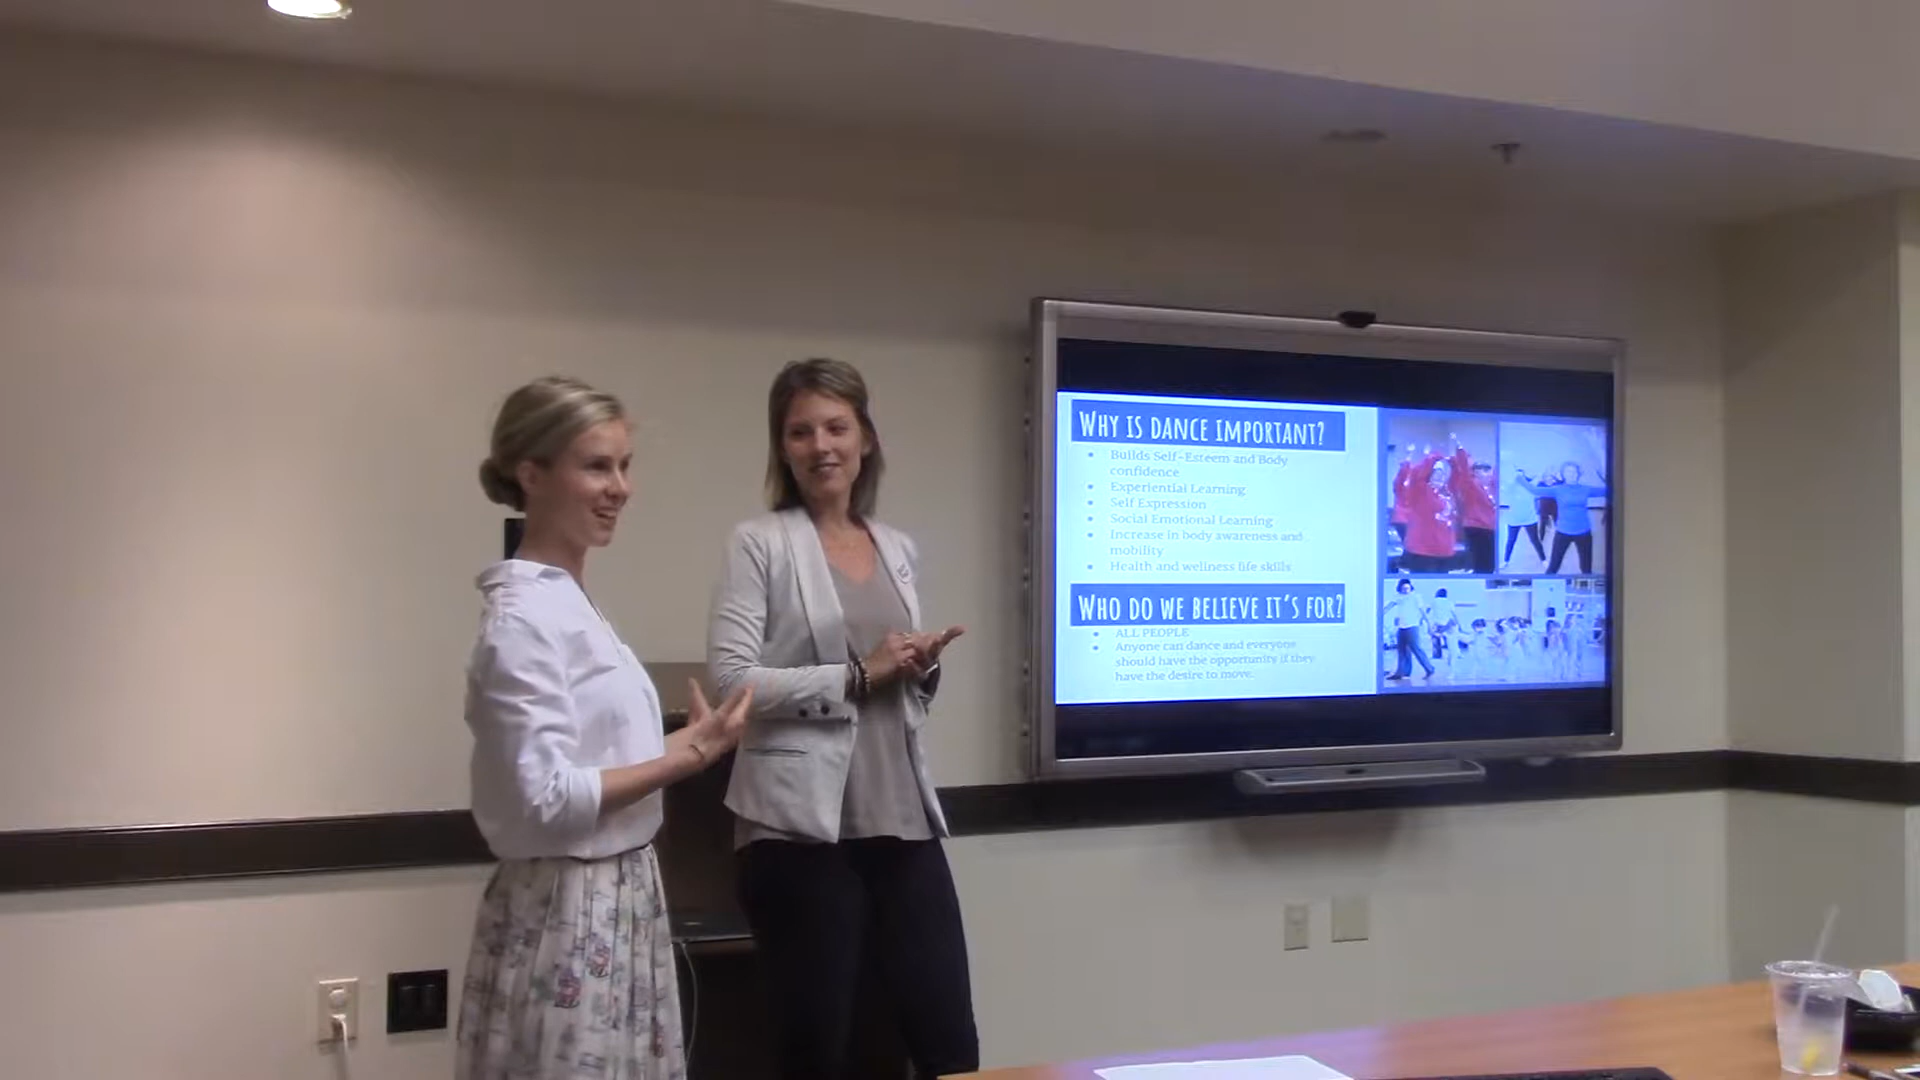 WHY IS DANCE IMPORTANT?
Builds Self-Esteem and Body
confidence
Experiential Learning
Self Expression
Social Emotional Learning
Increase in body awareness and
mobility
Health and wellness life skills
WHO DO WE BELIEVE IT'S FOR?
ALL PEOPLE
Anyone can dance and everyone
should have the opportunity if they
have the desire to move.